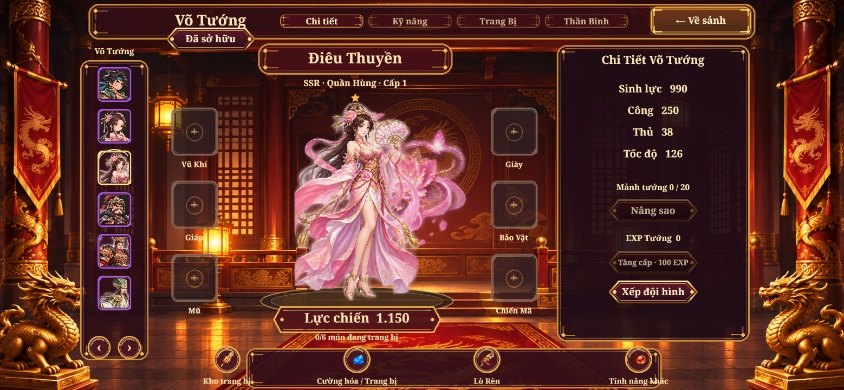 Võ Tướng
Chi tiết
Kỹ năng
Trang Bị
Thần Binh
← Về sảnh
Đã sở hữu
Võ Tướng
Điêu Thuyền
SSR · Quần Hùng · Cấp 1
Vũ Khí
Giáp
Mũ
Giày
Bảo Vật
Chiến Mã
Lực chiến 1.150
0/6 món đang trang bị
Chi Tiết Võ Tướng
Sinh lực 990
Công 250
Thủ 38
Tốc độ 126
Mảnh tướng 0 / 20
Nâng sao
EXP Tướng 0
Tăng cấp · 100 EXP
Xếp đội hình
Kho trang bị
Cường hóa / Trang bị
Lò Rèn
Tính năng khác